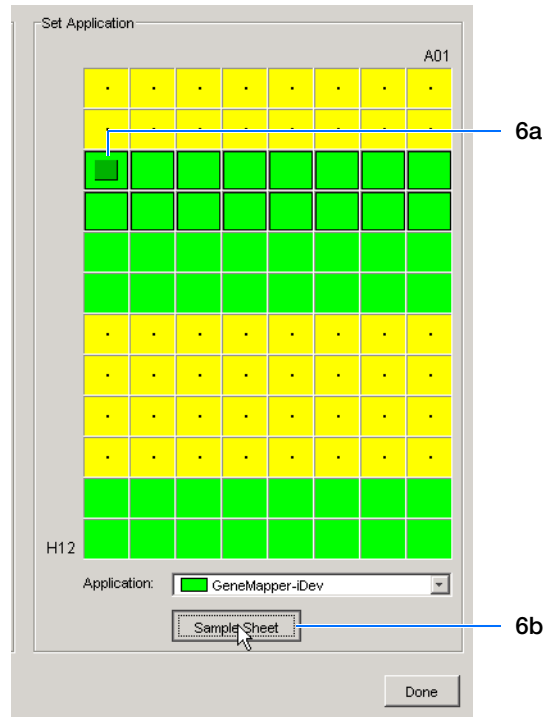 Set Application
A01
6a
H12
Application: GeneMapper-iDev
Sample Sheet
6b
Done